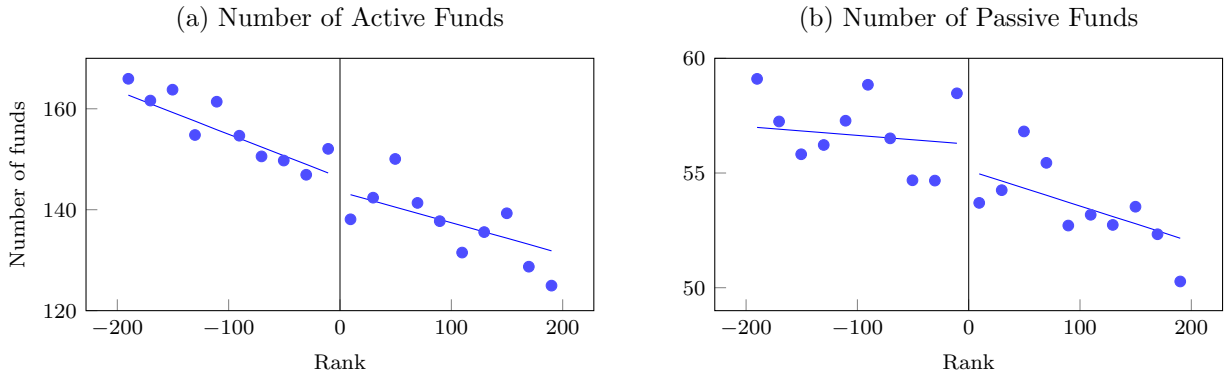 (a) Number of Active Funds
160
140
120
Number of funds
−200 −100 0 100 200
Rank
(b) Number of Passive Funds
60
55
50
−200 −100 0 100 200
Rank